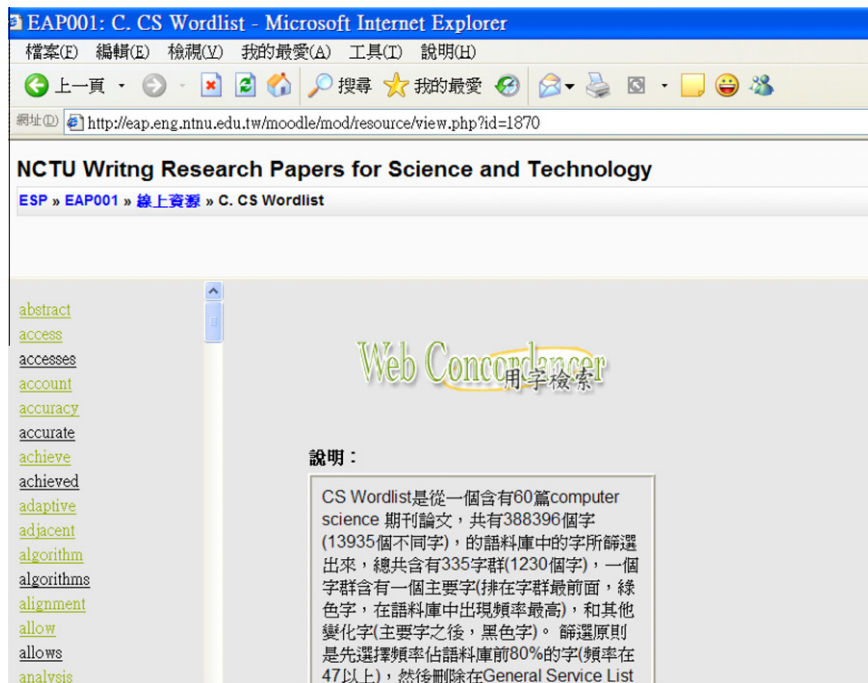 EAP001: C. CS Wordlist - Microsoft Internet Explorer
檔案(F) 編輯(E) 檢視(V) 我的最愛(A) 工具(T) 說明(H)
上一頁 搜尋 我的最愛
網址(D) http://eap.eng.ntnu.edu.tw/moodle/mod/resource/view.php?id=1870
NCTU Writng Research Papers for Science and Technology
ESP » EAP001 » 線上資源 » C. CS Wordlist
abstract
access
accesses
account
accuracy
accurate
achieve
achieved
adaptive
adjacent
algorithm
algorithms
alignment
allow
allows
analysis
Web Concordancer
用字檢索
說明：
CS Wordlist是從一個含有60篇computer
science 期刊論文，共有388396個字
(13935個不同字)，的語料庫中的字所篩選
出來，總共含有335字群(1230個字)，一個
字群含有一個主要字(排在字群最前面，綠
色字，在語料庫中出現頻率最高)，和其他
變化字(主要字之後，黑色字)。 篩選原則
是先選擇頻率佔語料庫前80%的字(頻率在
47以上)，然後刪除在General Service List